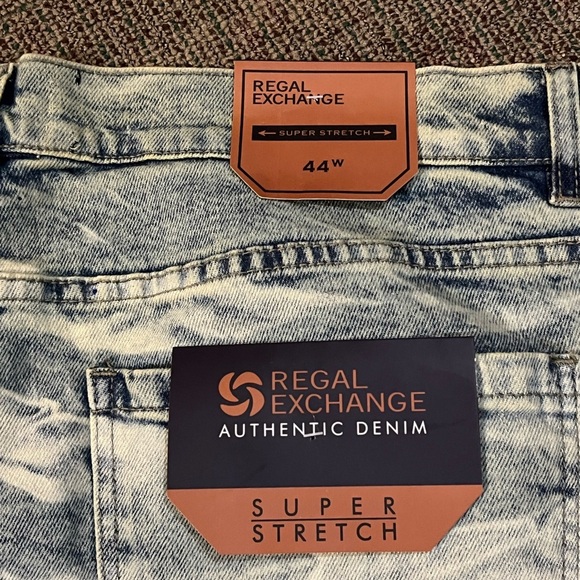 REGAL
EXCHANGE
SUPER STRETCH
44W
REGAL
EXCHANGE
AUTHENTIC DENIM
SUPER
STRETCH